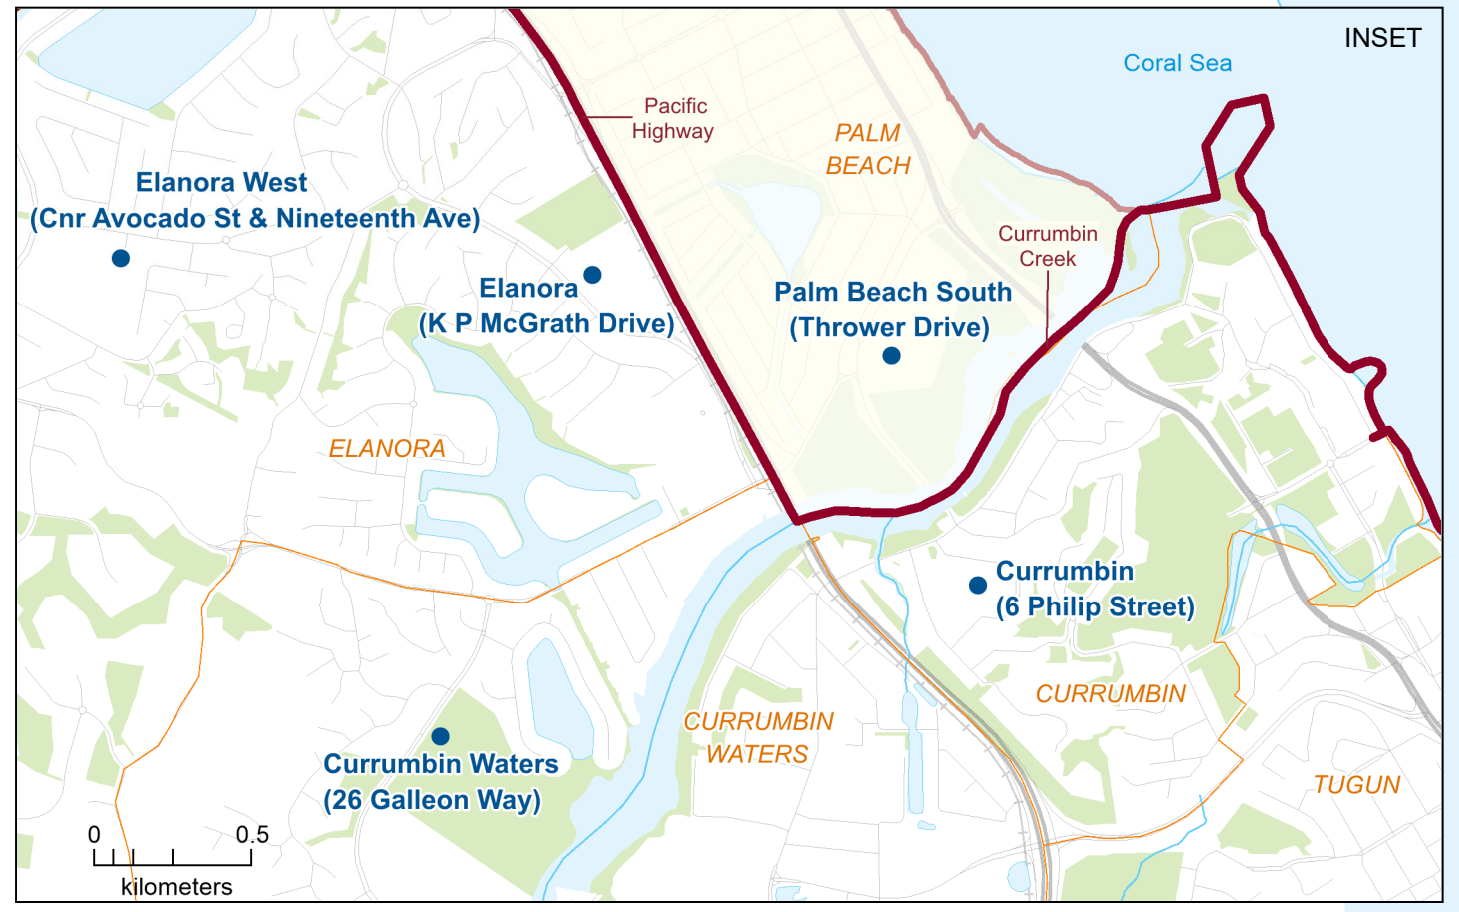 INSET
Coral Sea
Pacific
Highway
PALM
BEACH
Elanora West
(Cnr Avocado St & Nineteenth Ave)
Currumbin
Creek
Elanora
(K P McGrath Drive)
Palm Beach South
(Thrower Drive)
ELANORA
Currumbin
(6 Philip Street)
CURRUMBIN
CURRUMBIN
WATERS
Currumbin Waters
(26 Galleon Way)
TUGUN
0 0.5
kilometers